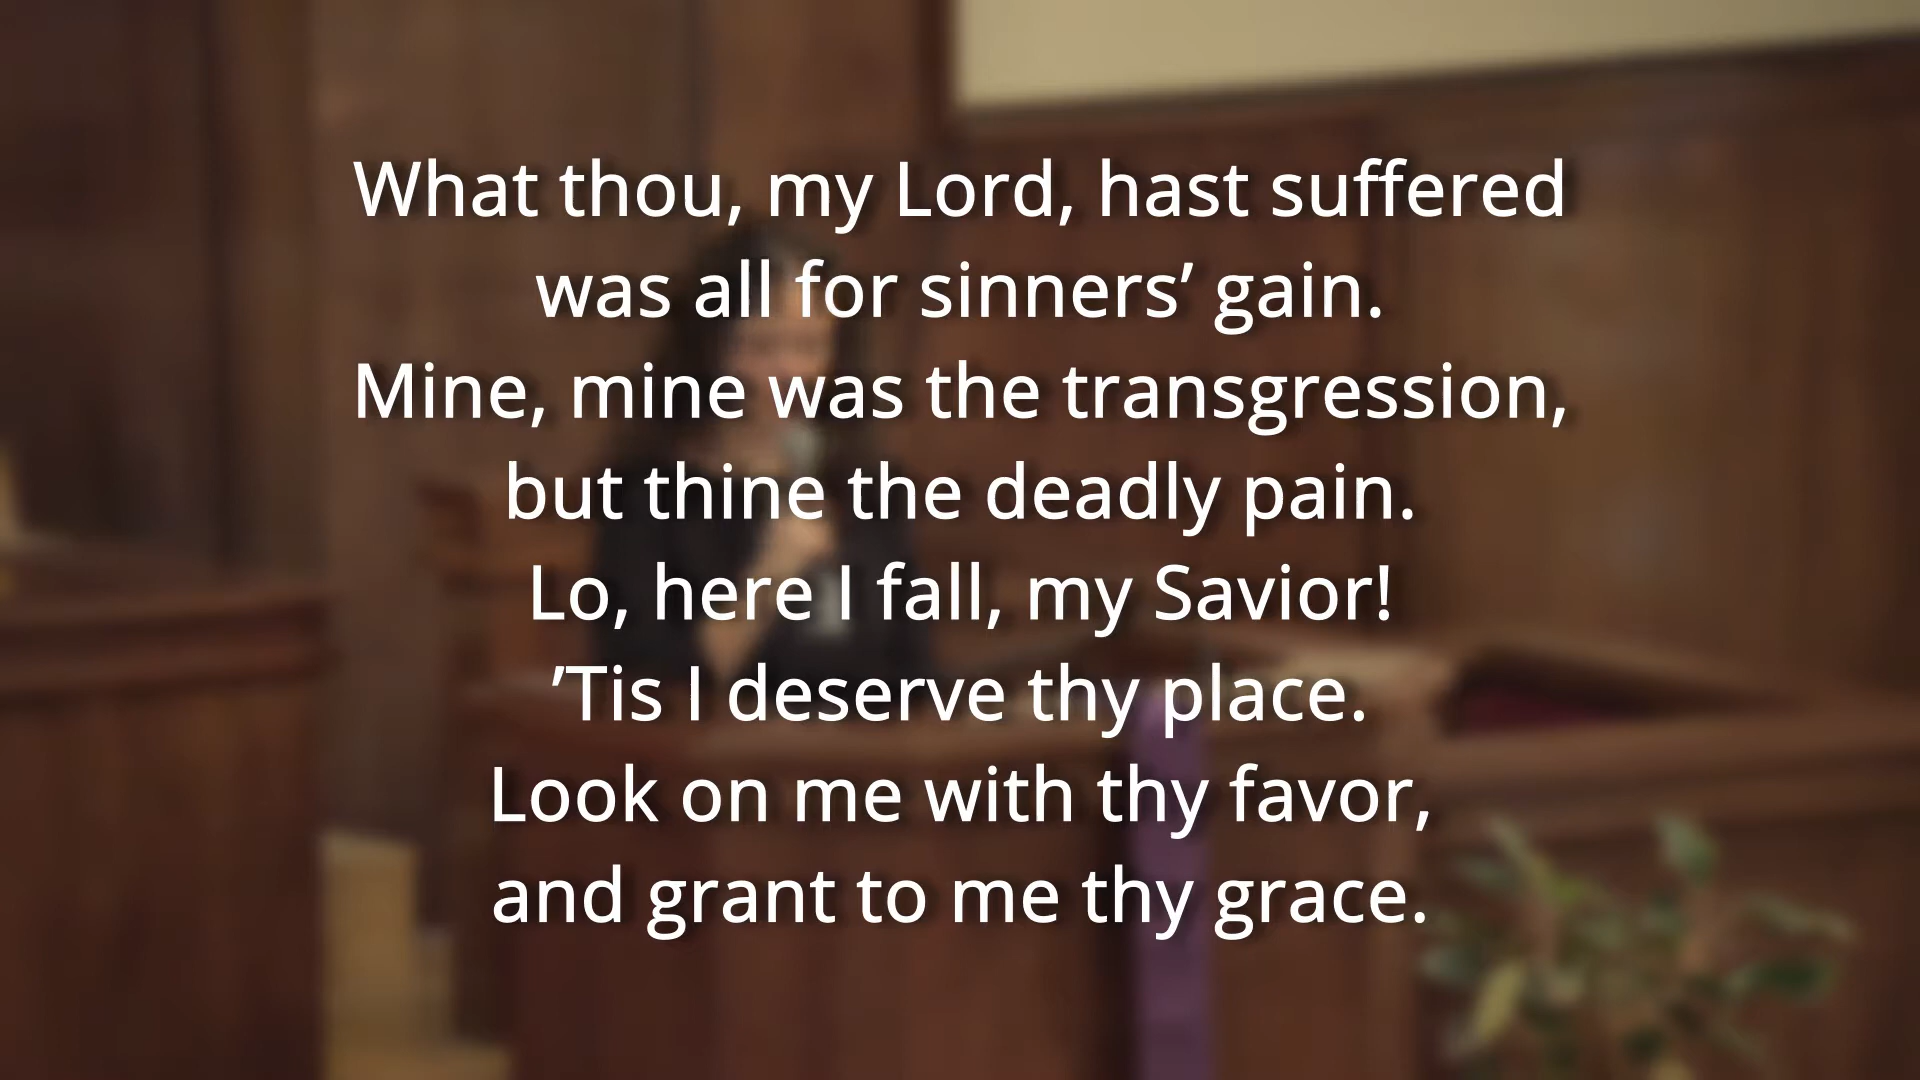 What thou, my Lord, hast suffered
was all for sinners’ gain.
Mine, mine was the transgression,
but thine the deadly pain.
Lo, here I fall, my Savior!
’Tis I deserve thy place.
Look on me with thy favor,
and grant to me thy grace.